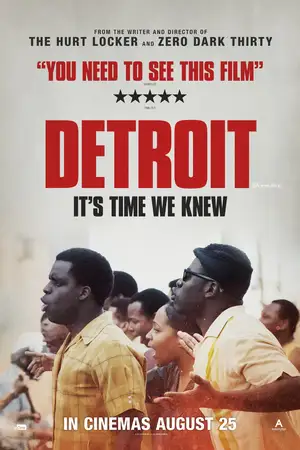 FROM THE WRITER AND DIRECTOR OF
THE HURT LOCKER AND ZERO DARK THIRTY
“YOU NEED TO SEE THIS FILM”
DETROIT
IT'S TIME WE KNEW
IN CINEMAS AUGUST 25